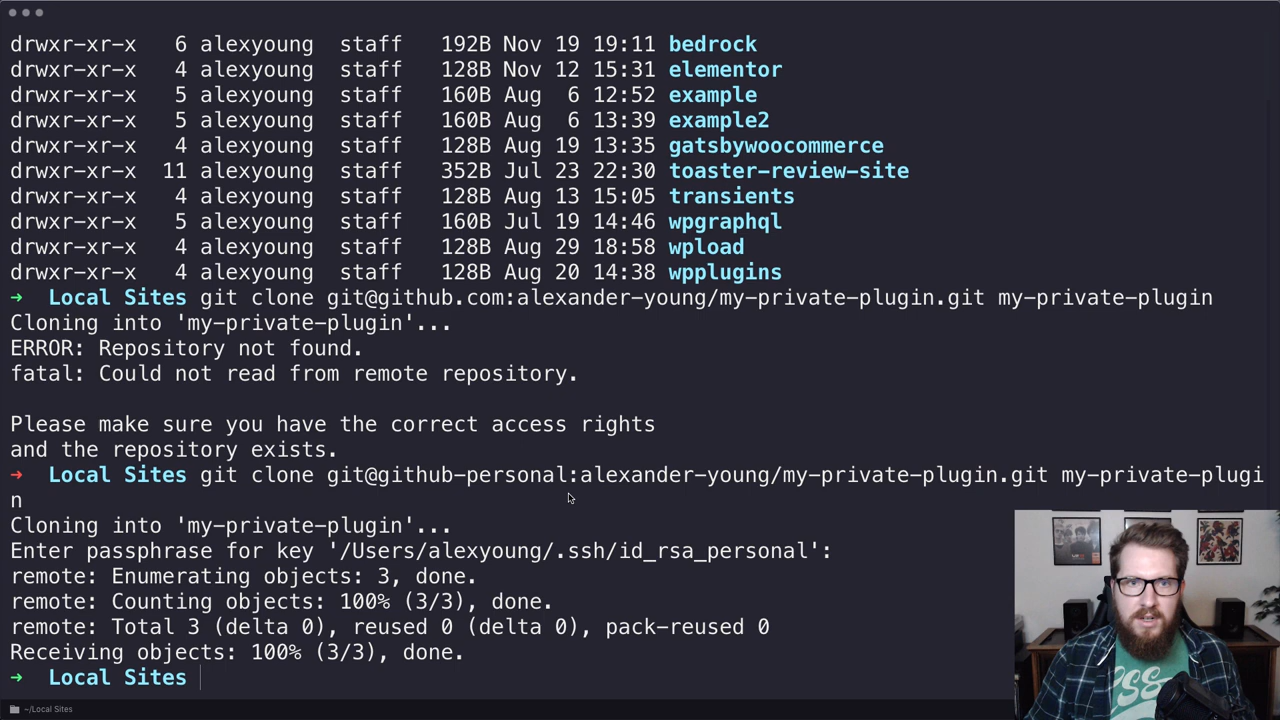 drwxr-xr-x   6 alexyoung  staff   192B Nov 19 19:11 bedrock
drwxr-xr-x   4 alexyoung  staff   128B Nov 12 15:31 elementor
drwxr-xr-x   5 alexyoung  staff   160B Aug  6 12:52 example
drwxr-xr-x   5 alexyoung  staff   160B Aug  6 13:39 example2
drwxr-xr-x   4 alexyoung  staff   128B Aug 19 13:35 gatsbywoocommerce
drwxr-xr-x  11 alexyoung  staff   352B Jul 23 22:30 toaster-review-site
drwxr-xr-x   4 alexyoung  staff   128B Aug 13 15:05 transients
drwxr-xr-x   5 alexyoung  staff   160B Jul 19 14:46 wpgraphql
drwxr-xr-x   4 alexyoung  staff   128B Aug 29 18:58 wpload
drwxr-xr-x   4 alexyoung  staff   128B Aug 20 14:38 wpplugins
➜  Local Sites git clone git@github.com:alexander-young/my-private-plugin.git my-private-plugin
Cloning into 'my-private-plugin'...
ERROR: Repository not found.
fatal: Could not read from remote repository.
Please make sure you have the correct access rights
and the repository exists.
➜  Local Sites git clone git@github-personal:alexander-young/my-private-plugin.git my-private-plugi
n
Cloning into 'my-private-plugin'...
Enter passphrase for key '/Users/alexyoung/.ssh/id_rsa_personal':
remote: Enumerating objects: 3, done.
remote: Counting objects: 100% (3/3), done.
remote: Total 3 (delta 0), reused 0 (delta 0), pack-reused 0
Receiving objects: 100% (3/3), done.
➜  Local Sites
~/Local Sites